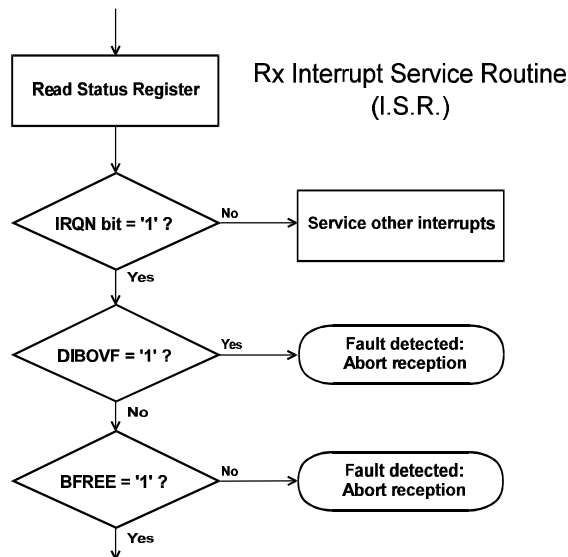 Rx Interrupt Service Routine
(I.S.R.)
Read Status Register
IRQN bit = '1' ?
No
Service other interrupts
Yes
DIBOVF = '1' ?
Yes
Fault detected:
Abort reception
No
BFREE = '1' ?
No
Fault detected:
Abort reception
Yes